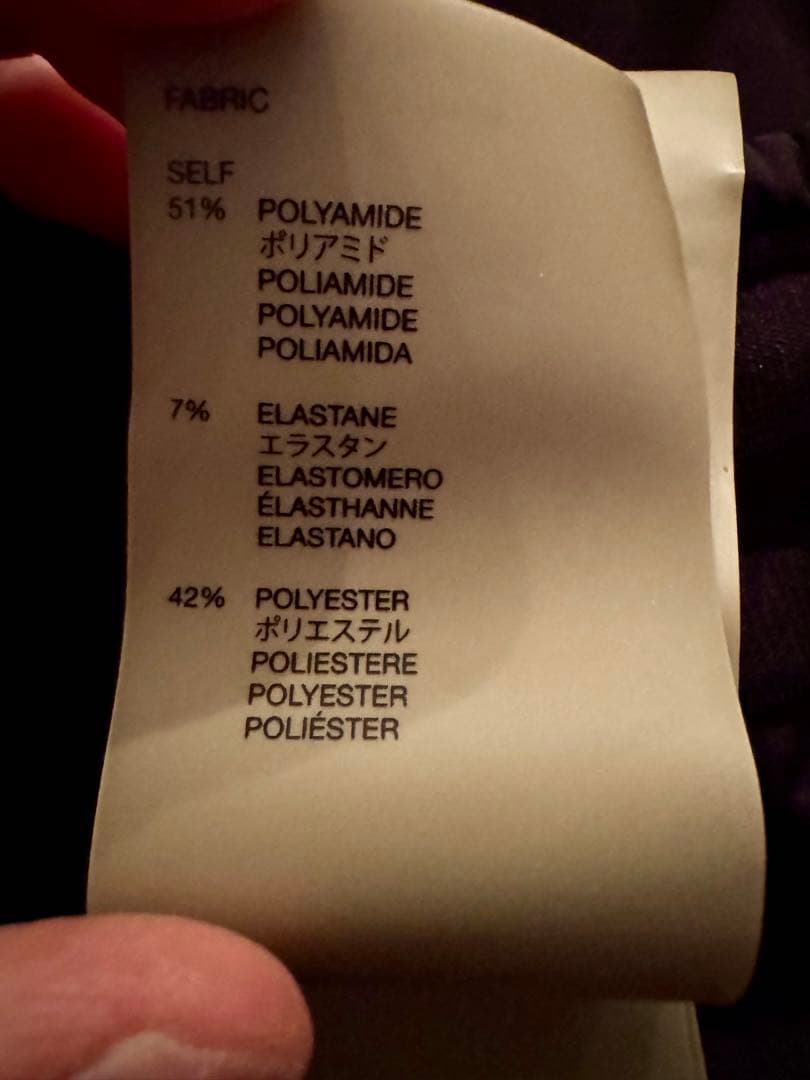 FABRIC
SELF
51% POLYAMIDE
ポリアミド
POLIAMIDE
POLYAMIDE
POLIAMIDA
7% ELASTANE
エラスタン
ELASTOMERO
ÉLASTHANNE
ELASTANO
42% POLYESTER
ポリエステル
POLIESTERE
POLYESTER
POLIÉSTER